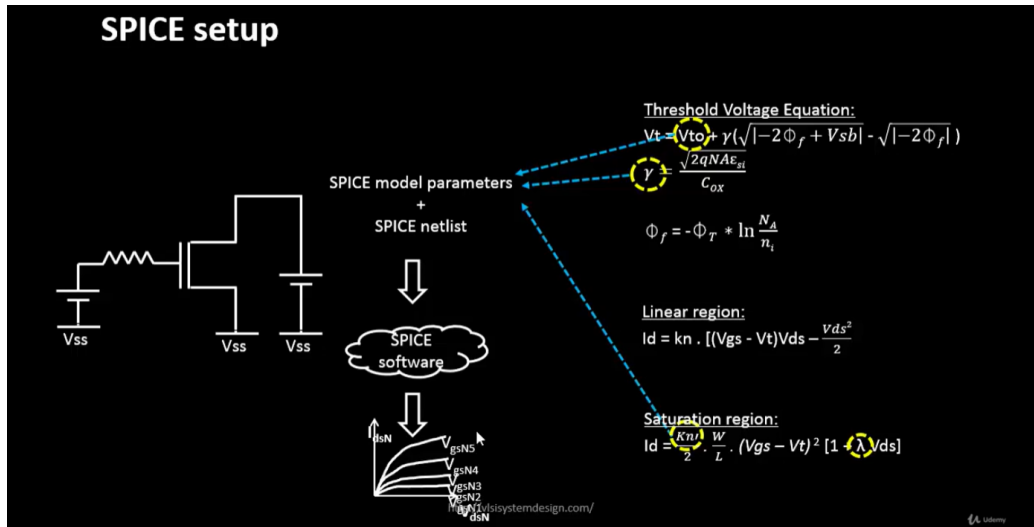 SPICE setup
Threshold Voltage Equation:
Vt = Vto + γ(√|−2Φf + Vsb| - √|−2Φf| )
γ = √2qNAεsi / Cox
Φf = -ΦT * ln NA/ni
SPICE model parameters
+
SPICE netlist
Vss
Vss
Vss
SPICE
software
Linear region:
Id = kn . [(Vgs - Vt)Vds − Vds²/2
Saturation region:
Id = Kn′/2 . W/L . (Vgs – Vt)² [1 + λVds]
IdsN
VgsN5
VgsN4
VgsN3
VgsN2
VgsN1
VdsN
vlsisystemdesign.com/
Udemy